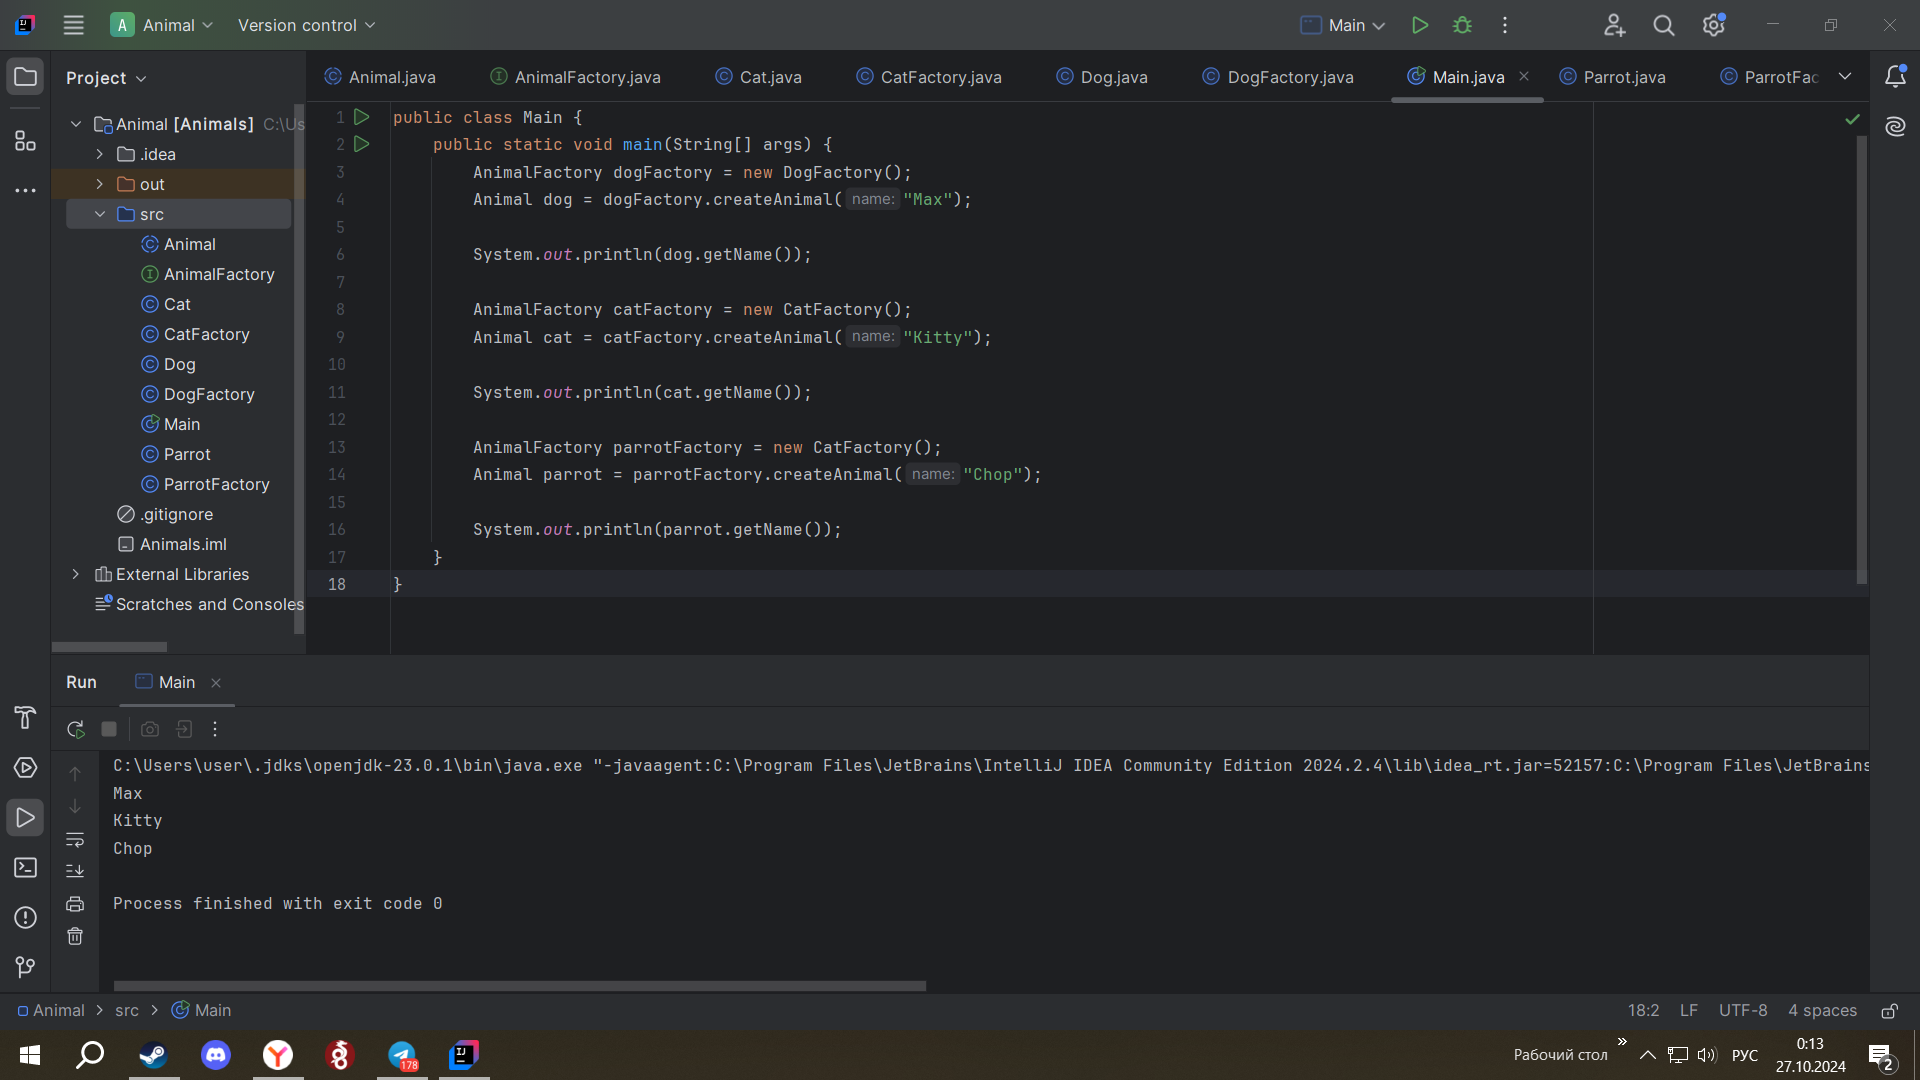 A Animal Version control Main
Project
Animal.java AnimalFactory.java Cat.java CatFactory.java Dog.java DogFactory.java Main.java Parrot.java ParrotFac
Animal [Animals] C:\Us
.idea
out
src
Animal
AnimalFactory
Cat
CatFactory
Dog
DogFactory
Main
Parrot
ParrotFactory
.gitignore
Animals.iml
External Libraries
Scratches and Consoles
1 public class Main {
2 public static void main(String[] args) {
3 AnimalFactory dogFactory = new DogFactory();
4 Animal dog = dogFactory.createAnimal( name: "Max");
5
6 System.out.println(dog.getName());
7
8 AnimalFactory catFactory = new CatFactory();
9 Animal cat = catFactory.createAnimal( name: "Kitty");
10
11 System.out.println(cat.getName());
12
13 AnimalFactory parrotFactory = new CatFactory();
14 Animal parrot = parrotFactory.createAnimal( name: "Chop");
15
16 System.out.println(parrot.getName());
17 }
18 }
Run Main
C:\Users\user\.jdks\openjdk-23.0.1\bin\java.exe "-javaagent:C:\Program Files\JetBrains\IntelliJ IDEA Community Edition 2024.2.4\lib\idea_rt.jar=52157:C:\Program Files\JetBrains
Max
Kitty
Chop
Process finished with exit code 0
Animal > src > Main 18:2 LF UTF-8 4 spaces
178 Рабочий стол » РУС 0:13
27.10.2024 2